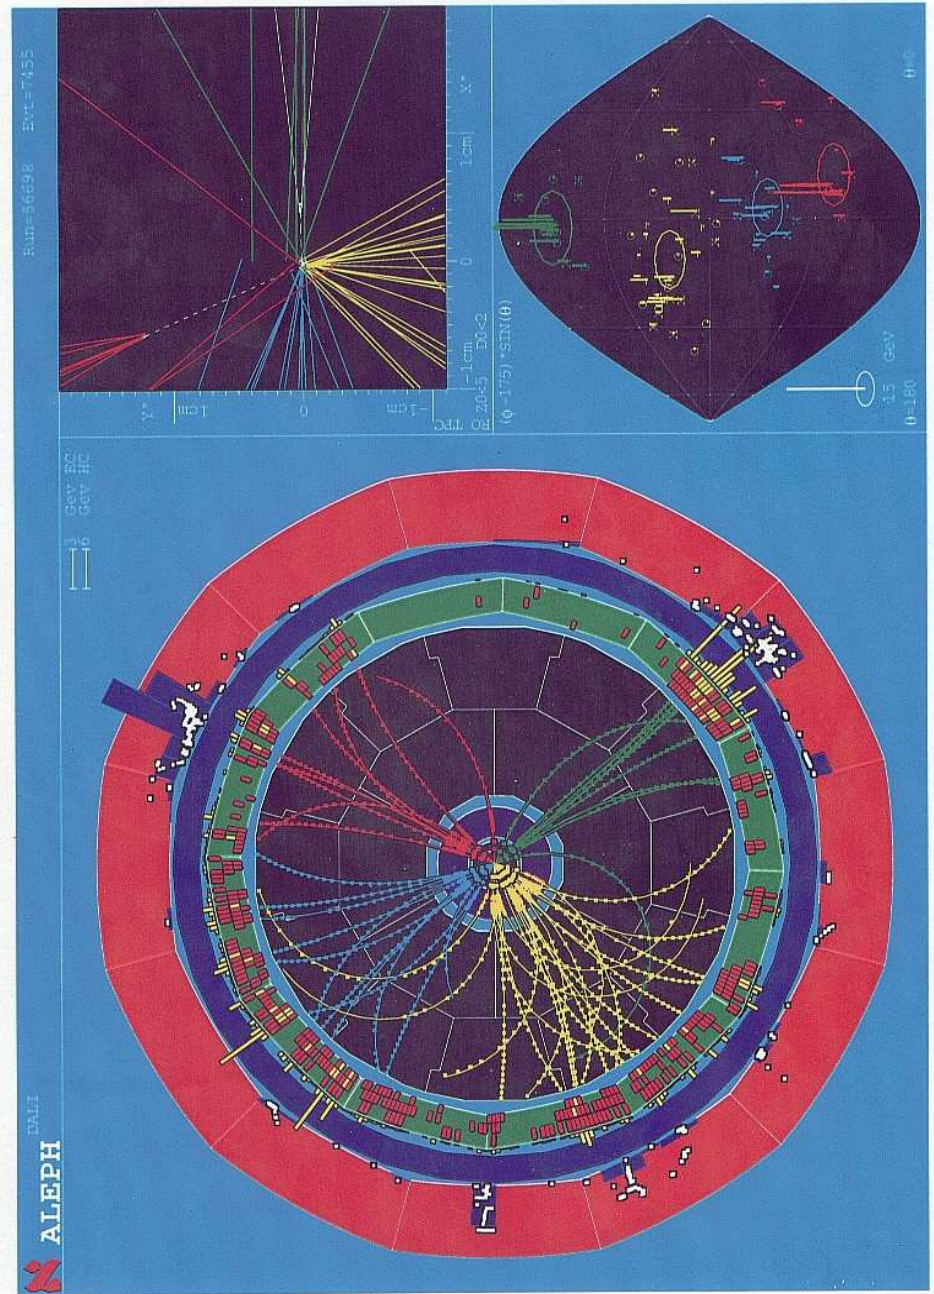 ALEPH DALI
Run=56698 Evt=7455
3 Gev EC
6 Gev HC
Y"
1cm
0
-1cm
-1cm 0 1cm X"
RO TPC
Z0<5 D0<2
(φ -175)*SIN(θ)
θ=180 θ=0
15 GeV